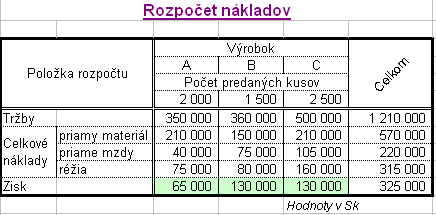 Rozpočet nákladov
Položka rozpočtu Výrobok Celkom
A B C
Počet predaných kusov
2 000 1 500 2 500
Tržby 350 000 360 000 500 000 1 210 000
Celkové náklady priamy materiál 210 000 150 000 210 000 570 000
priame mzdy 40 000 75 000 105 000 220 000
réžia 75 000 80 000 160 000 315 000
Zisk 65 000 130 000 130 000 325 000
Hodnoty v Sk